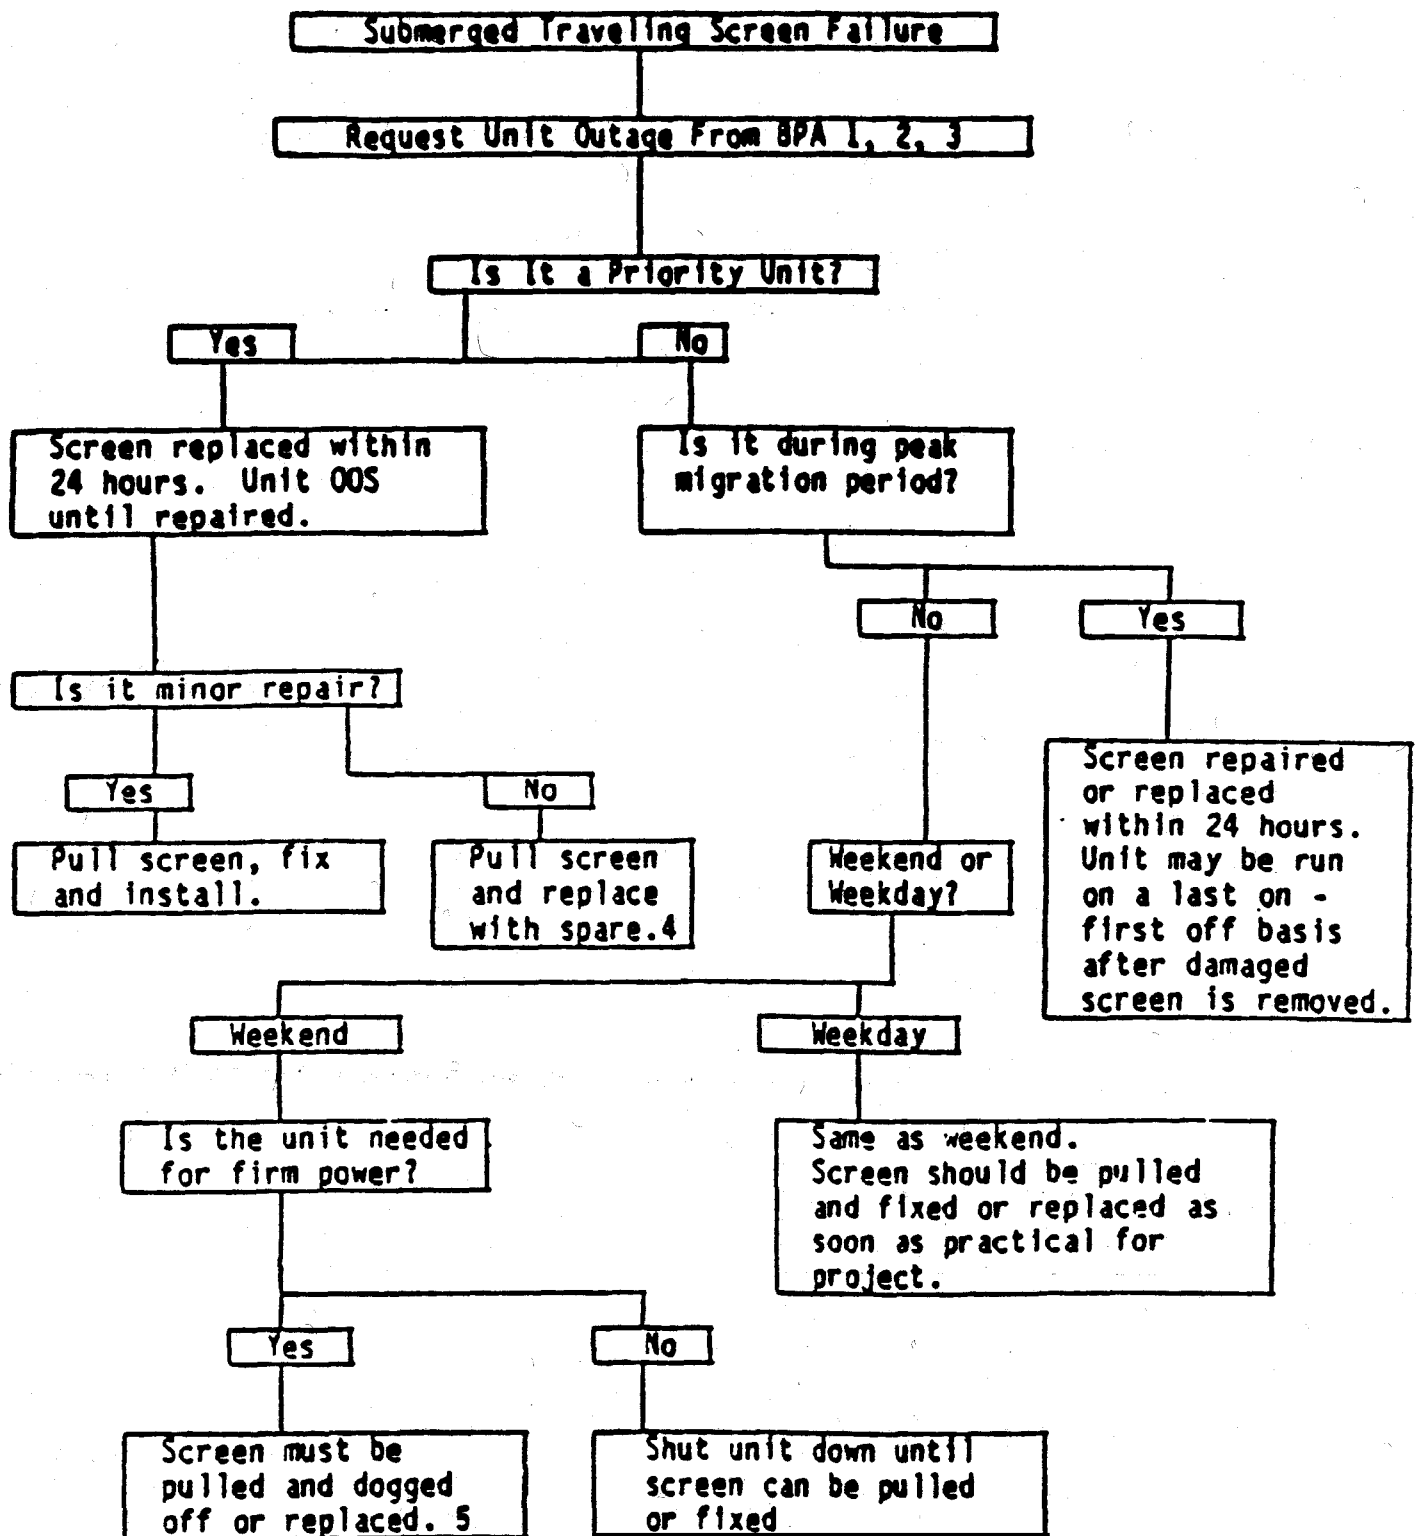 Submerged Traveling Screen Failure
Request Unit Outage From BPA 1, 2, 3
Is It a Priority Unit?
Yes
No
Screen replaced within
24 hours. Unit OOS
until repaired.
Is it during peak
migration period?
No
Yes
Is it minor repair?
Yes
No
Pull screen, fix
and install.
Pull screen
and replace
with spare.4
Weekend or
Weekday?
Screen repaired
or replaced
within 24 hours.
Unit may be run
on a last on -
first off basis
after damaged
screen is removed.
Weekend
Weekday
Is the unit needed
for firm power?
Same as weekend.
Screen should be pulled
and fixed or replaced as
soon as practical for
project.
Yes
No
Screen must be
pulled and dogged
off or replaced. 5
Shut unit down until
screen can be pulled
or fixed